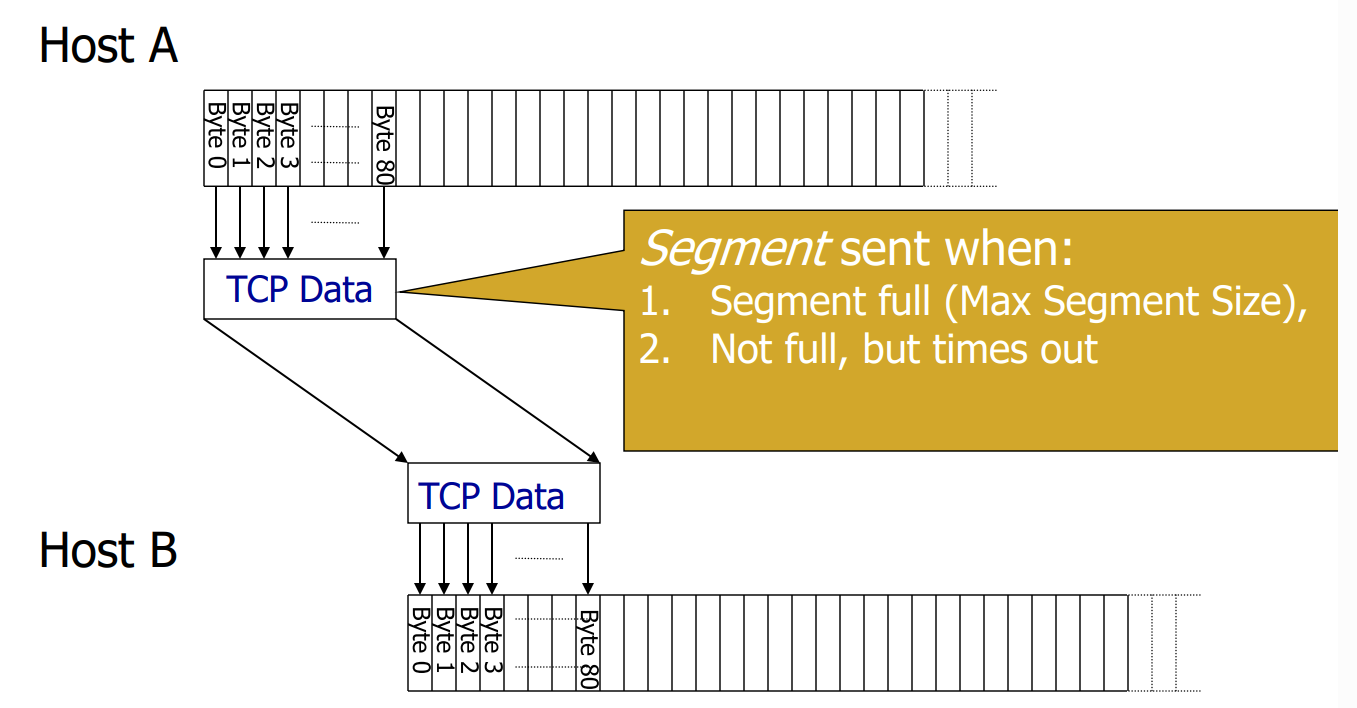 Host A
Byte 0
Byte 1
Byte 2
Byte 3
Byte 80
TCP Data
Segment sent when:
1. Segment full (Max Segment Size),
2. Not full, but times out
TCP Data
Host B
Byte 0
Byte 1
Byte 2
Byte 3
Byte 80